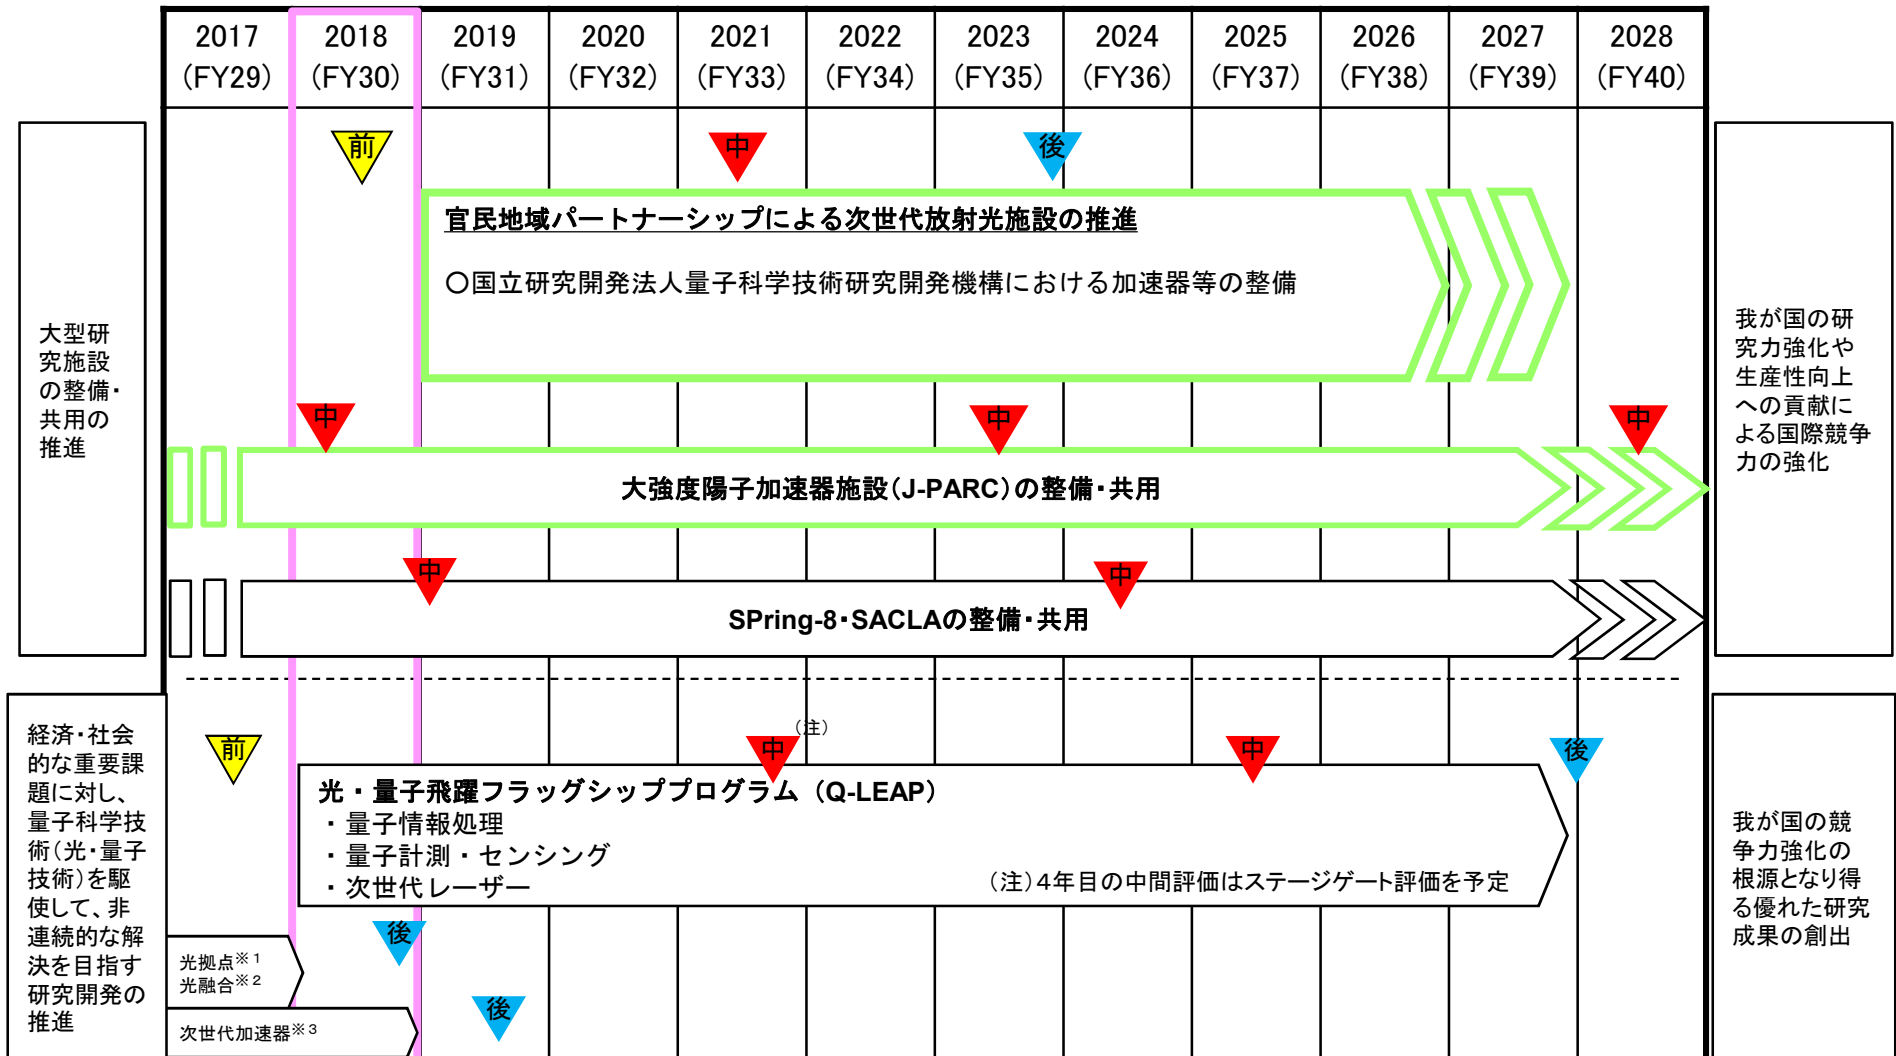 2017 2018 2019 2020 2021 2022 2023 2024 2025 2026 2027 2028
(FY29) (FY30) (FY31) (FY32) (FY33) (FY34) (FY35) (FY36) (FY37) (FY38) (FY39) (FY40)
大型研
究施設
の整備・
共用の
推進
前
中
後
官民地域パートナーシップによる次世代放射光施設の推進
○国立研究開発法人量子科学技術研究開発機構における加速器等の整備
中
中
中
大強度陽子加速器施設(J-PARC)の整備・共用
中
中
SPring-8・SACLAの整備・共用
我が国の研
究力強化や
生産性向上
への貢献に
よる国際競争
力の強化
経済・社会
的な重要課
題に対し、
量子科学技
術(光・量子
技術)を駆
使して、非
連続的な解
決を目指す
研究開発の
推進
前
中
(注)
中
後
光・量子飛躍フラッグシッププログラム(Q-LEAP)
・量子情報処理
・量子計測・センシング
・次世代レーザー
(注)4年目の中間評価はステージゲート評価を予定
後
光拠点※1
光融合※2
後
次世代加速器※3
我が国の競
争力強化の
根源となり得
る優れた研究
成果の創出